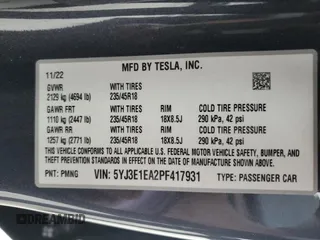 MFD BY TESLA, INC.
11/22
GVWR WITH TIRES
2129 kg (4694 lb) 235/45R18
GAWR FRT WITH TIRES RIM COLD TIRE PRESSURE
1110 kg (2447 lb) 235/45R18 18X8.5J 290 kPa, 42 psi
GAWR RR WITH TIRES RIM COLD TIRE PRESSURE
1257 kg (2771 lb) 235/45R18 18X8.5J 290 kPa, 42 psi
THIS VEHICLE CONFORMS TO ALL APPLICABLE FEDERAL MOTOR VEHICLE SAFETY, BUMPER,
AND THEFT PREVENTION STANDARDS IN EFFECT ON THE DATE OF MANUFACTURE SHOWN
ABOVE.
PNT: PMNG VIN: 5YJ3E1EA2PF417931 TYPE: PASSENGER CAR
AUTOBIDMASTER